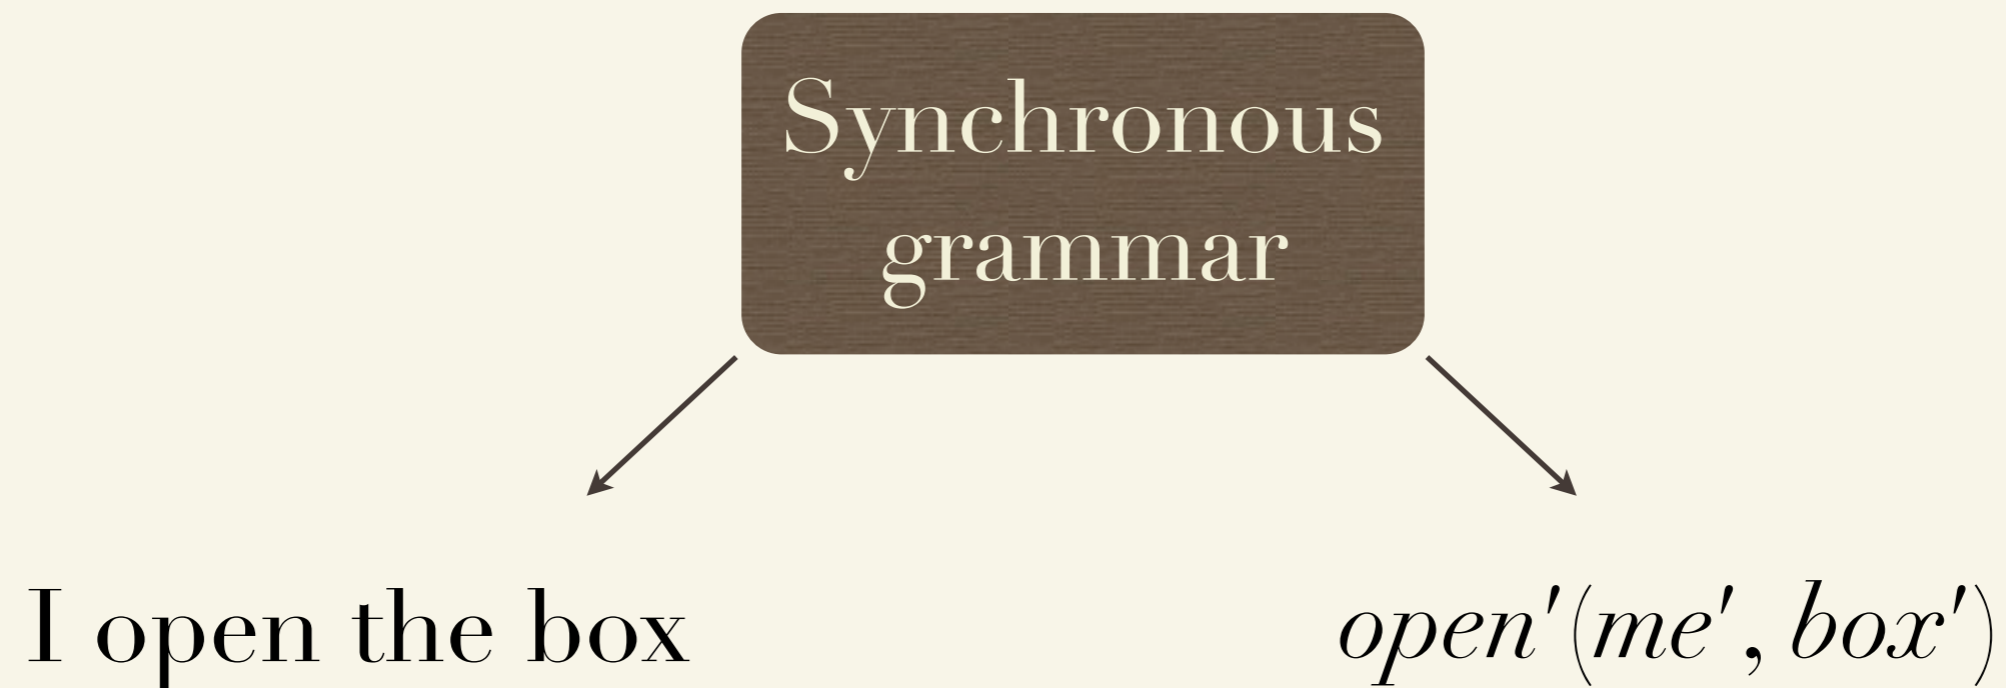 Synchronous
grammar
I open the box
open′(me′, box′)